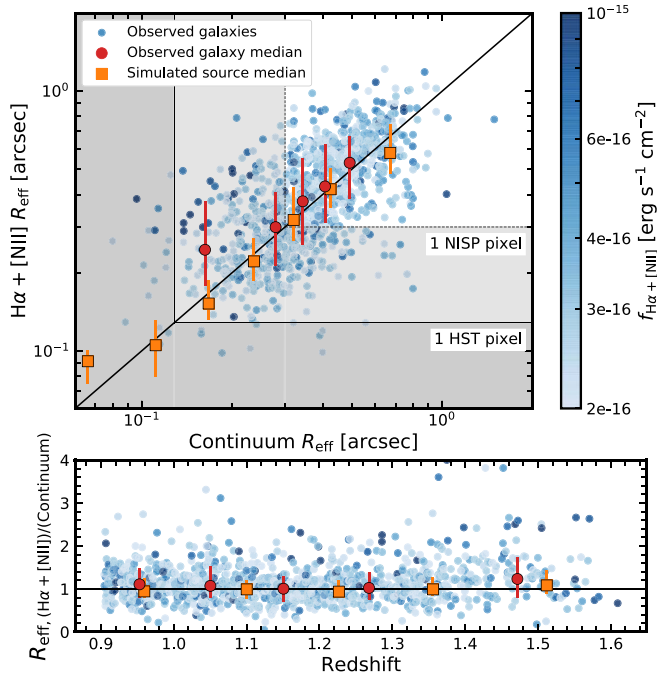 Observed galaxies
Observed galaxy median
Simulated source median
1 NISP pixel
1 HST pixel
10⁰
10⁻¹
Hα + [NII] R_eff [arcsec]
10⁻¹
10⁰
Continuum R_eff [arcsec]
10⁻¹⁵
6e-16
4e-16
3e-16
2e-16
f_Hα + [NII] [erg s⁻¹ cm⁻²]
4
3
2
1
0
R_eff, (Hα + [NII])/(Continuum)
0.9 1.0 1.1 1.2 1.3 1.4 1.5 1.6
Redshift